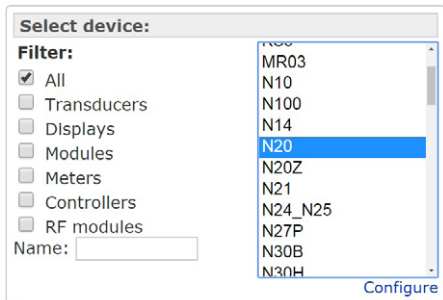 Select device:
Filter:
All
Transducers
Displays
Modules
Meters
Controllers
RF modules
Name:
MR03
N10
N100
N14
N20
N20Z
N21
N24_N25
N27P
N30B
N30H
Configure